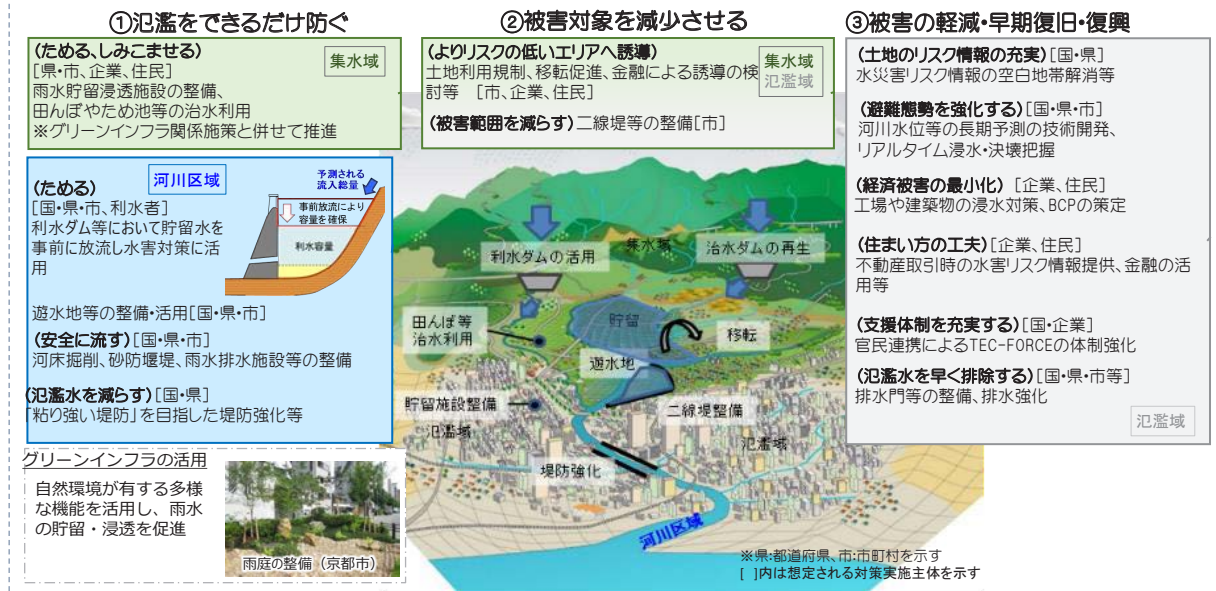 ①氾濫をできるだけ防ぐ
(ためる、しみこませる)
集水域
[県・市、企業、住民]
雨水貯留浸透施設の整備、
田んぼやため池等の治水利用
※グリーンインフラ関係施策と併せて推進
河川区域
(ためる)
[国・県・市、利水者]
利水ダム等において貯留水を
事前に放流し水害対策に活
用
予測される
流入総量
事前放流により
容量を確保
利水容量
遊水地等の整備・活用[国・県・市]
(安全に流す)[国・県・市]
河床掘削、砂防堰堤、雨水排水施設等の整備
(氾濫水を減らす)[国・県]
「粘り強い堤防」を目指した堤防強化等
グリーンインフラの活用
自然環境が有する多様
な機能を活用し、雨水
の貯留・浸透を促進
雨庭の整備（京都市）
②被害対象を減少させる
(よりリスクの低いエリアへ誘導)
土地利用規制、移転促進、金融による誘導の検
討等　[市、企業、住民]
集水域
氾濫域
(被害範囲を減らす)二線堤等の整備[市]
利水ダムの活用
集水域
治水ダムの再生
田んぼ等
治水利用
貯留
移転
遊水地
貯留施設整備
二線堤整備
氾濫域
氾濫域
堤防強化
河川区域
※県:都道府県、市:市町村を示す
[ ]内は想定される対策実施主体を示す
③被害の軽減・早期復旧・復興
(土地のリスク情報の充実)[国・県]
水災害リスク情報の空白地帯解消等
(避難態勢を強化する)[国・県・市]
河川水位等の長期予測の技術開発、
リアルタイム浸水・決壊把握
(経済被害の最小化)　[企業、住民]
工場や建築物の浸水対策、BCPの策定
(住まい方の工夫)[企業、住民]
不動産取引時の水害リスク情報提供、金融の活
用等
(支援体制を充実する)[国・企業]
官民連携によるTEC-FORCEの体制強化
(氾濫水を早く排除する)[国・県・市等]
排水門等の整備、排水強化
氾濫域